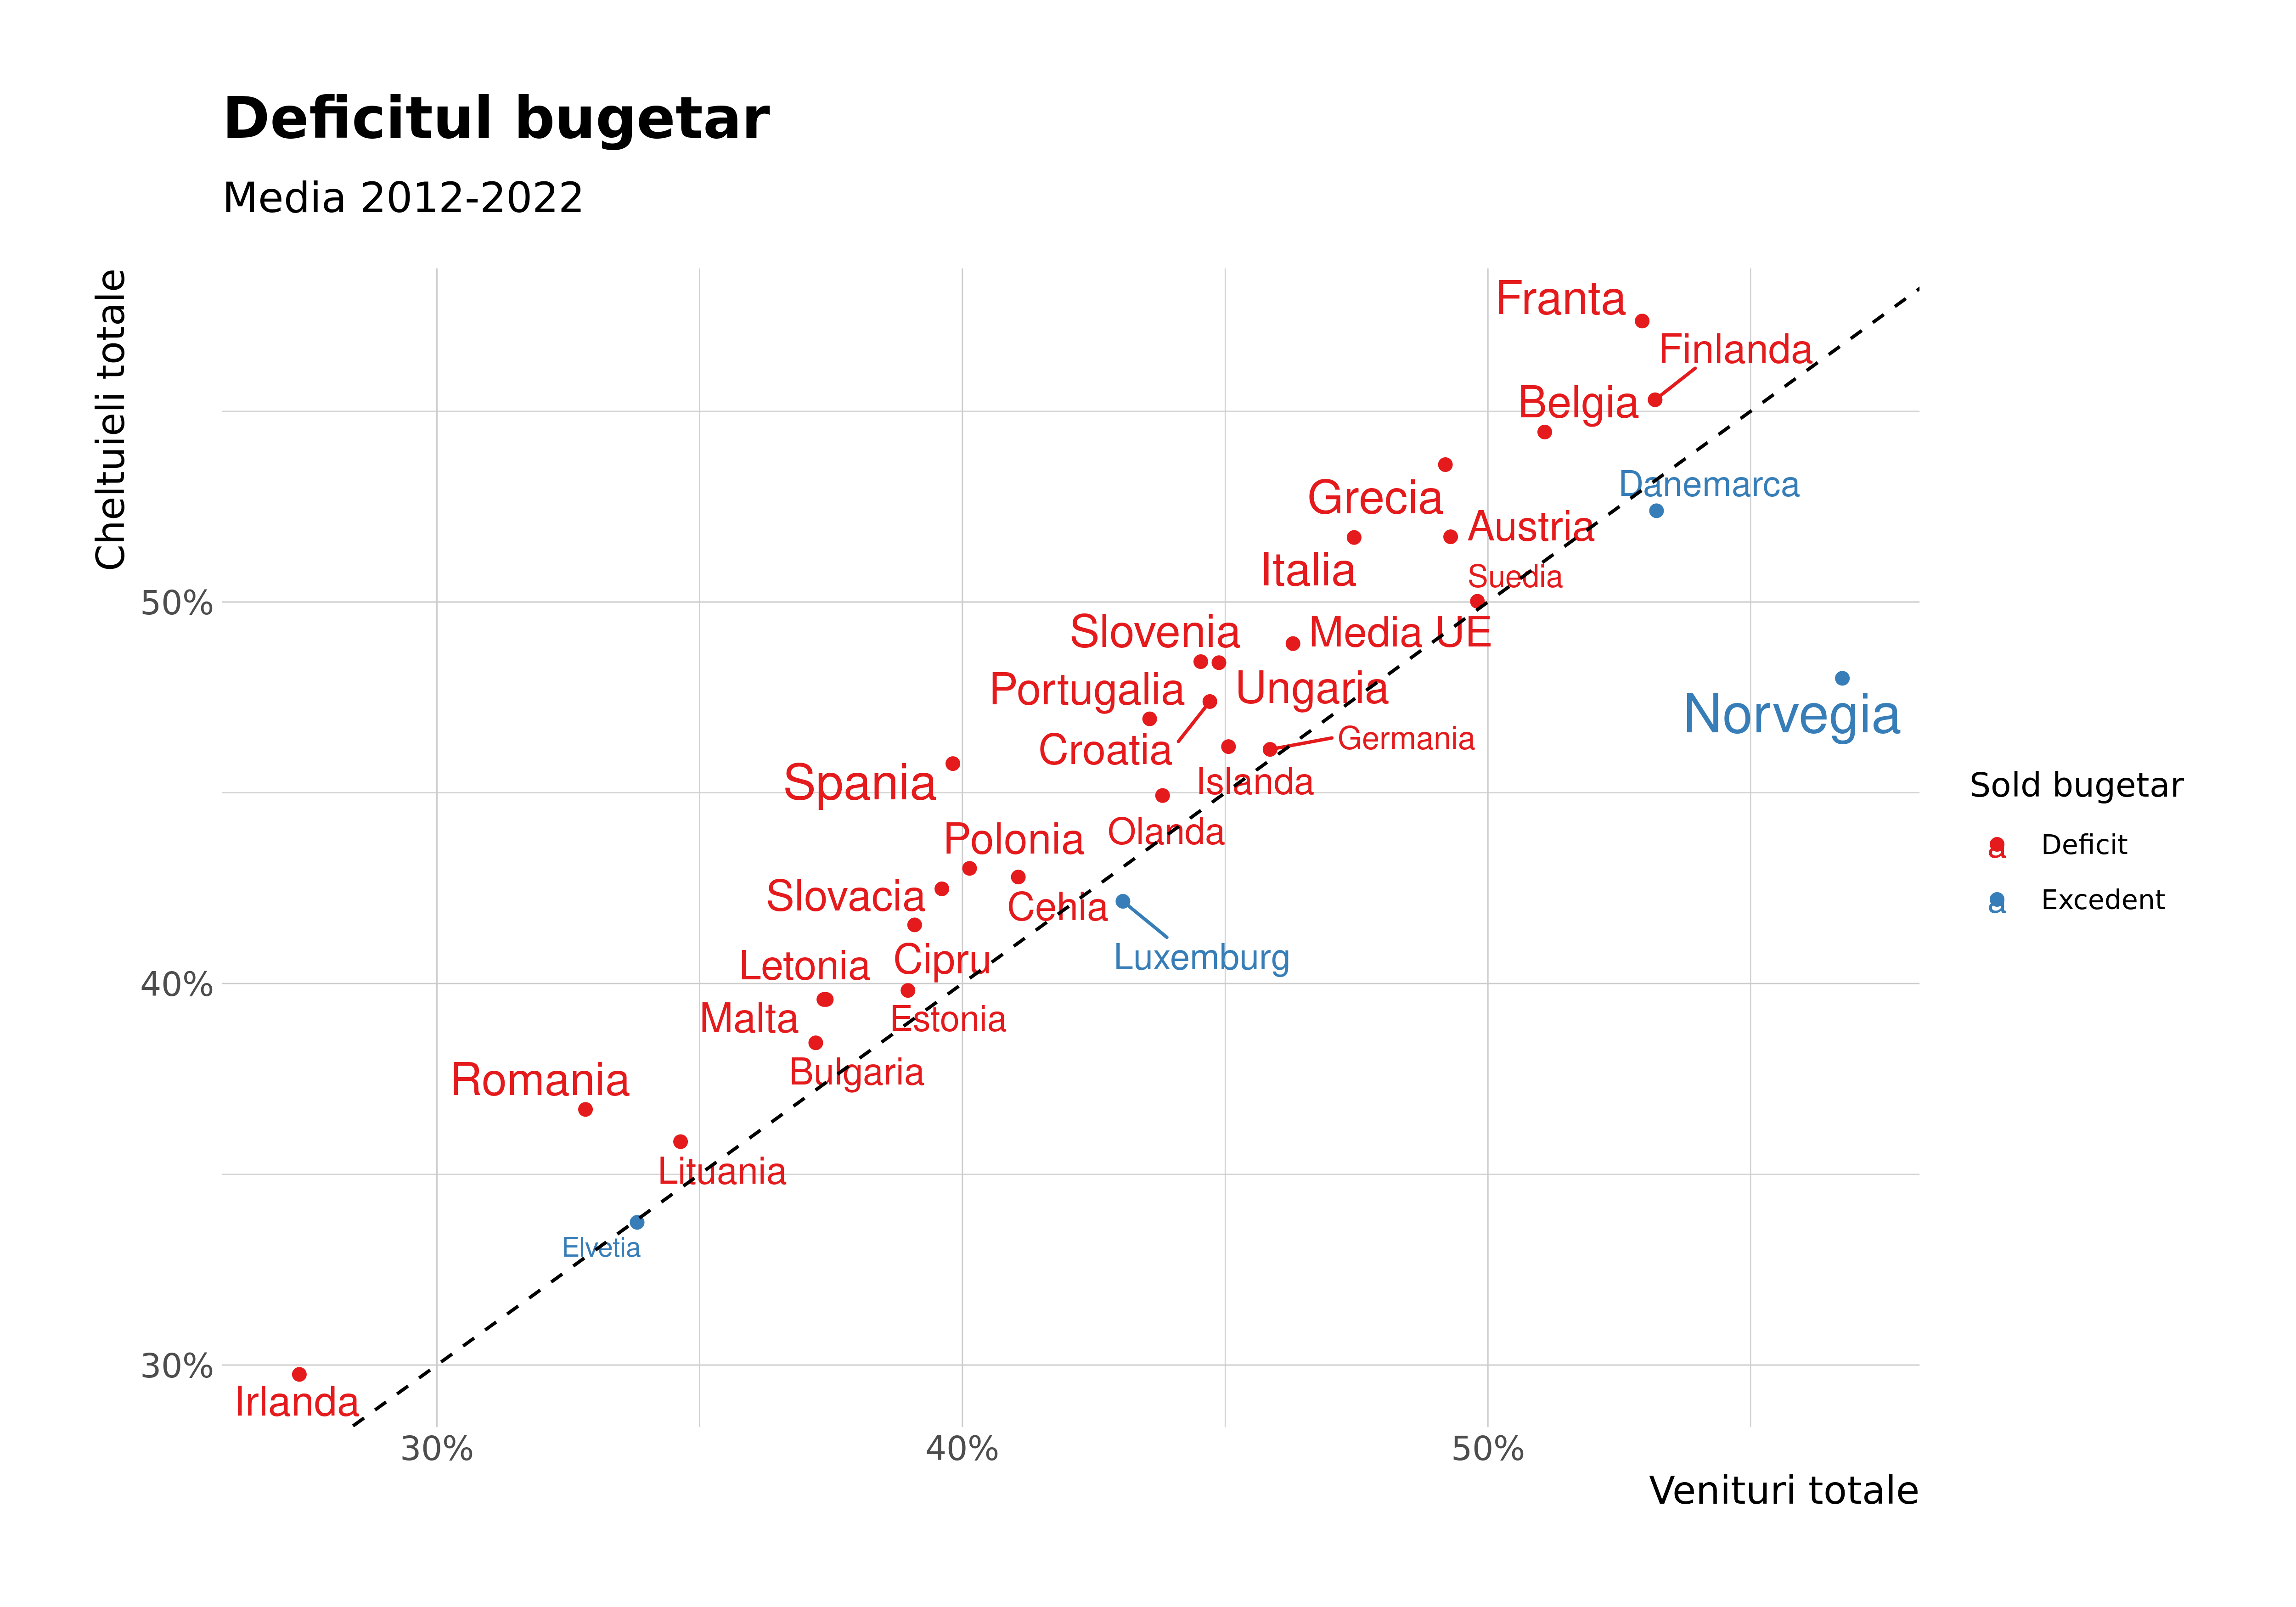 Deficitul bugetar
Media 2012-2022
Cheltuieli totale
Franta
Finlanda
Belgia
Danemarca
Grecia
Austria
Italia
Suedia
50%
Slovenia
Media UE
Portugalia
Ungaria
Norvegia
Croatia
Germania
Spania
Islanda
Olanda
Polonia
Slovacia
Cehia
Cipru
Luxemburg
Letonia
40%
Malta
Estonia
Bulgaria
Romania
Lituania
Elvetia
30%
Irlanda
30%
40%
50%
Venituri totale
Sold bugetar
a Deficit
a Excedent